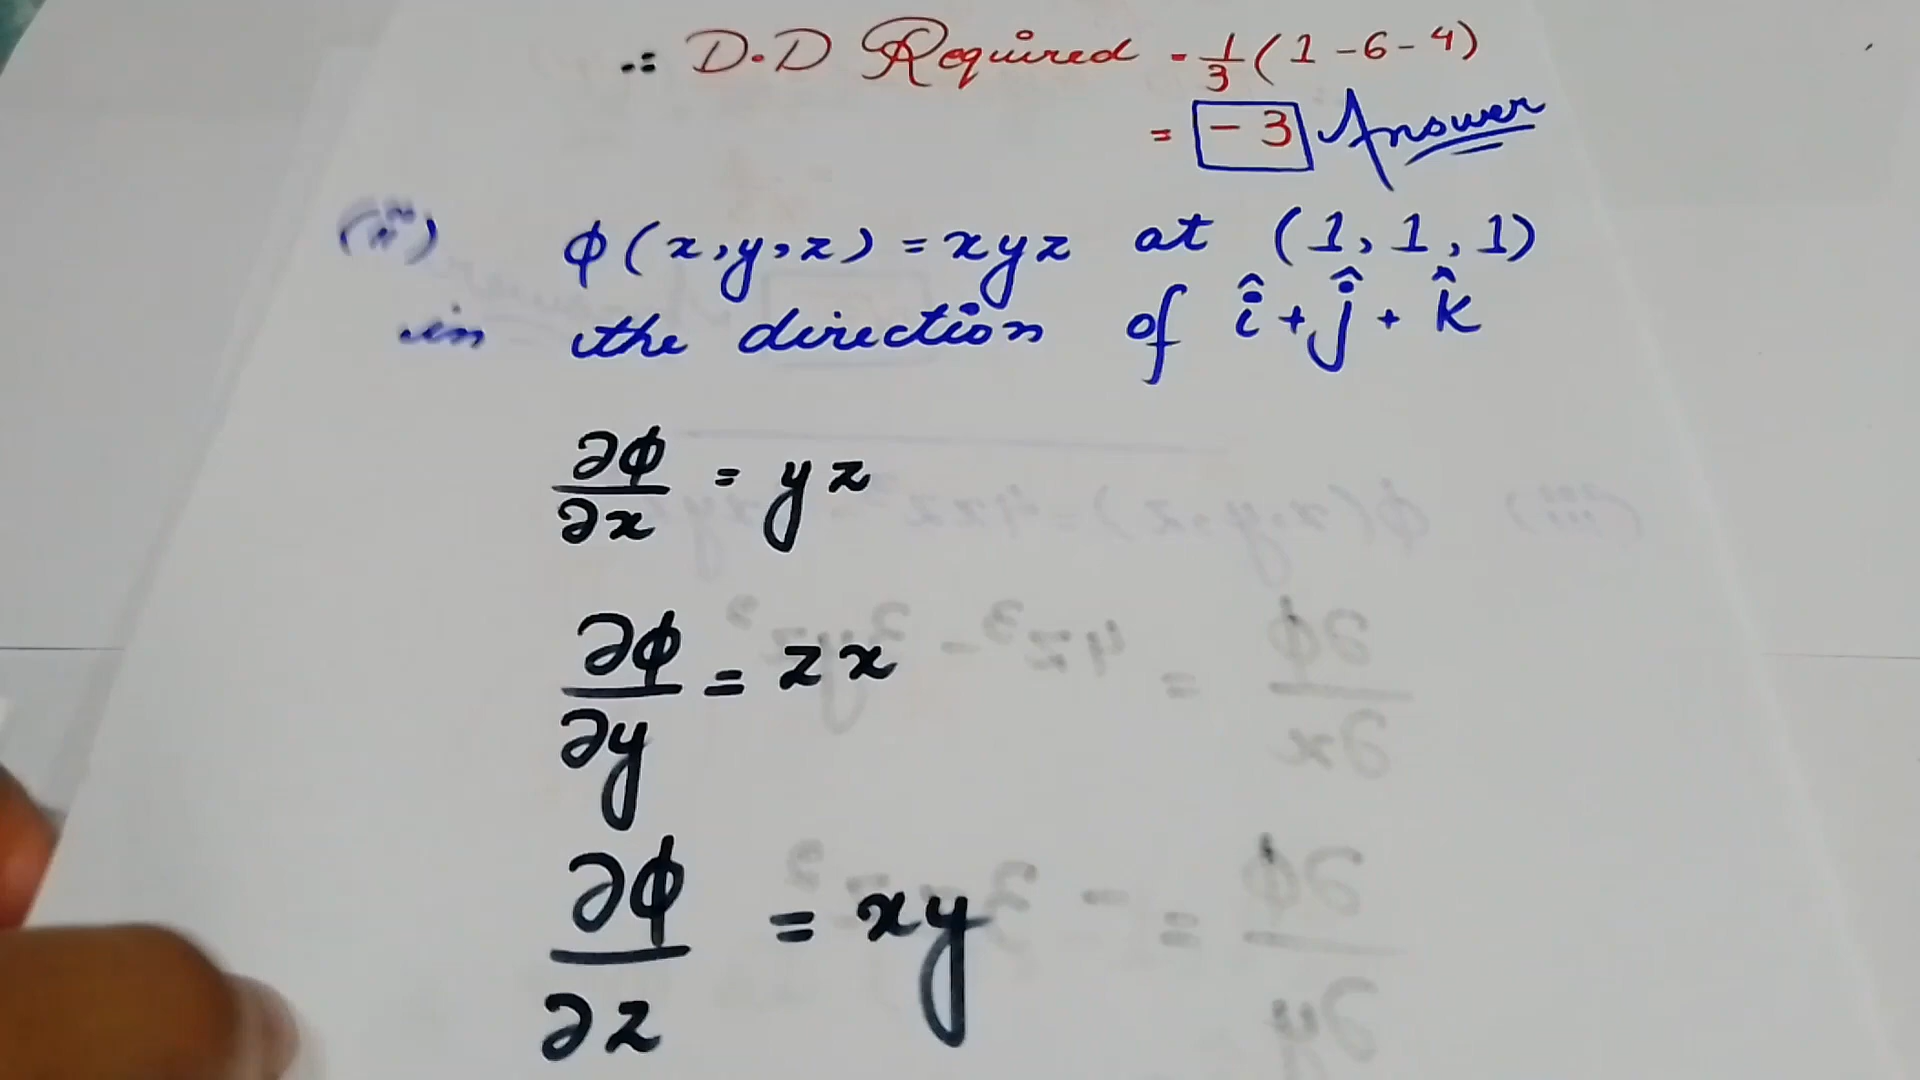 ∴ D.D Required = 1/3 (1 - 6 - 4)
= - 3 Answer
(ii) ϕ(x,y,z) = xyz at (1, 1, 1)
in the direction of î + ĵ + k̂
∂ϕ/∂x = yz
∂ϕ/∂y = zx
∂ϕ/∂z = xy